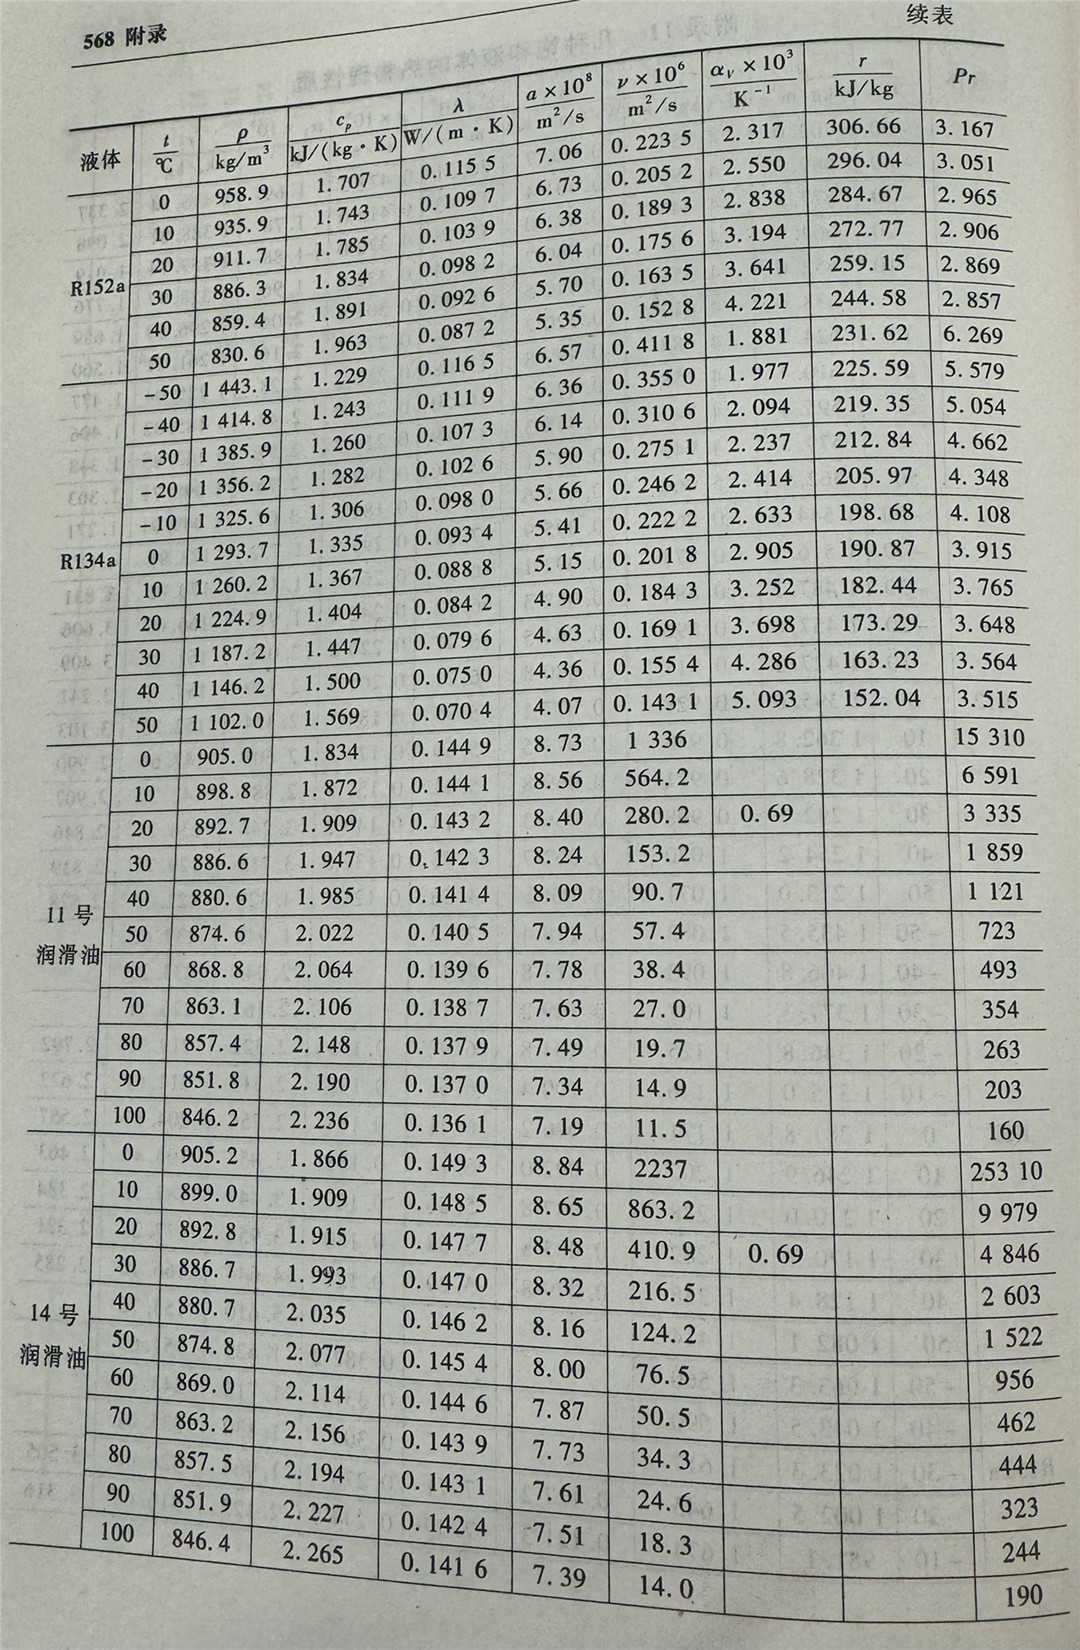 568 附录
续表
液体 t/℃ ρ/kg/m³ cp/kJ/(kg·K) λ/W/(m·K) a×10⁸/m²/s ν×10⁶/m²/s αV×10³/K⁻¹ r/kJ/kg Pr
R152a
0 958.9 1.707 0.115 5 7.06 0.223 5 2.317 306.66 3.167
10 935.9 1.743 0.109 7 6.73 0.205 2 2.550 296.04 3.051
20 911.7 1.785 0.103 9 6.38 0.189 3 2.838 284.67 2.965
30 886.3 1.834 0.098 2 6.04 0.175 6 3.194 272.77 2.906
40 859.4 1.891 0.092 6 5.70 0.163 5 3.641 259.15 2.869
50 830.6 1.963 0.087 2 5.35 0.152 8 4.221 244.58 2.857
R134a
-50 1 443.1 1.229 0.116 5 6.57 0.411 8 1.881 231.62 6.269
-40 1 414.8 1.243 0.111 9 6.36 0.355 0 1.977 225.59 5.579
-30 1 385.9 1.260 0.107 3 6.14 0.310 6 2.094 219.35 5.054
-20 1 356.2 1.282 0.102 6 5.90 0.275 1 2.237 212.84 4.662
-10 1 325.6 1.306 0.098 0 5.66 0.246 2 2.414 205.97 4.348
0 1 293.7 1.335 0.093 4 5.41 0.222 2 2.633 198.68 4.108
10 1 260.2 1.367 0.088 8 5.15 0.201 8 2.905 190.87 3.915
20 1 224.9 1.404 0.084 2 4.90 0.184 3 3.252 182.44 3.765
30 1 187.2 1.447 0.079 6 4.63 0.169 1 3.698 173.29 3.648
40 1 146.2 1.500 0.075 0 4.36 0.155 4 4.286 163.23 3.564
50 1 102.0 1.569 0.070 4 4.07 0.143 1 5.093 152.04 3.515
11 号
润滑油
0 905.0 1.834 0.144 9 8.73 1 336 15 310
10 898.8 1.872 0.144 1 8.56 564.2 6 591
20 892.7 1.909 0.143 2 8.40 280.2 0.69 3 335
30 886.6 1.947 0.142 3 8.24 153.2 1 859
40 880.6 1.985 0.141 4 8.09 90.7 1 121
50 874.6 2.022 0.140 5 7.94 57.4 723
60 868.8 2.064 0.139 6 7.78 38.4 493
70 863.1 2.106 0.138 7 7.63 27.0 354
80 857.4 2.148 0.137 9 7.49 19.7 263
90 851.8 2.190 0.137 0 7.34 14.9 203
100 846.2 2.236 0.136 1 7.19 11.5 160
14 号
润滑油
0 905.2 1.866 0.149 3 8.84 2237 253 10
10 899.0 1.909 0.148 5 8.65 863.2 9 979
20 892.8 1.915 0.147 7 8.48 410.9 0.69 4 846
30 886.7 1.993 0.147 0 8.32 216.5 2 603
40 880.7 2.035 0.146 2 8.16 124.2 1 522
50 874.8 2.077 0.145 4 8.00 76.5 956
60 869.0 2.114 0.144 6 7.87 50.5 462
70 863.2 2.156 0.143 9 7.73 34.3 444
80 857.5 2.194 0.143 1 7.61 24.6 323
90 851.9 2.227 0.142 4 7.51 18.3 244
100 846.4 2.265 0.141 6 7.39 14.0 190